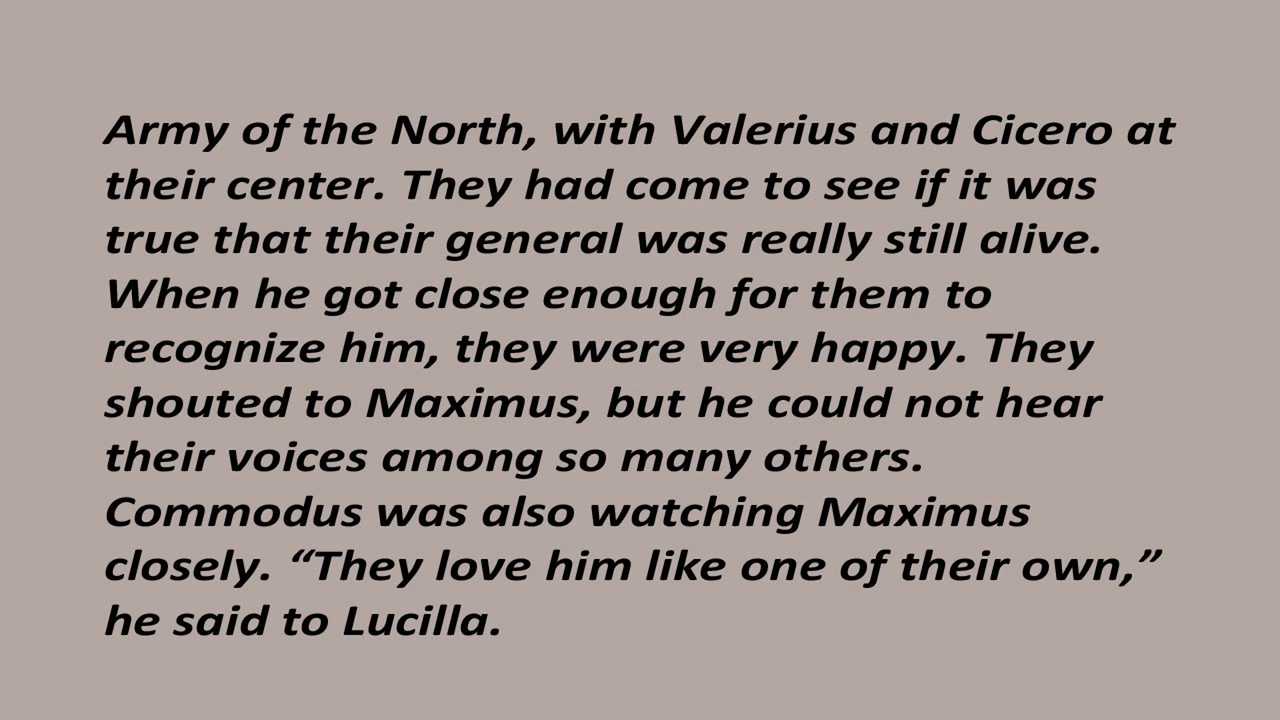 Army of the North, with Valerius and Cicero at
their center. They had come to see if it was
true that their general was really still alive.
When he got close enough for them to
recognize him, they were very happy. They
shouted to Maximus, but he could not hear
their voices among so many others.
Commodus was also watching Maximus
closely. “They love him like one of their own,”
he said to Lucilla.